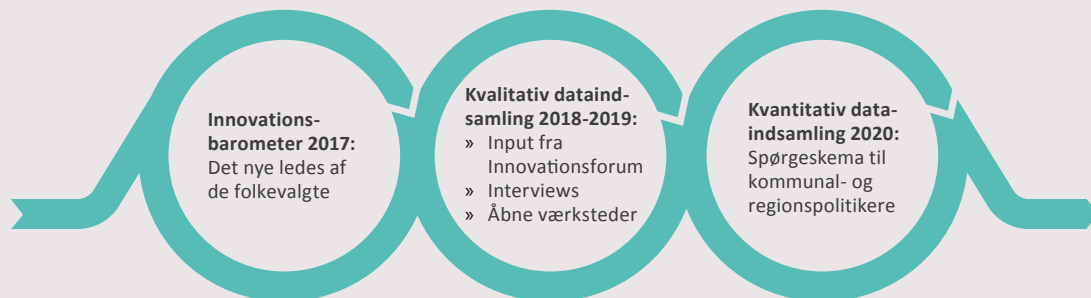 Innovations-
barometer 2017:
Det nye ledes af
de folkevalgte
Kvalitativ dataind-
samling 2018-2019:
» Input fra
Innovationsforum
» Interviews
» Åbne værksteder
Kvantitativ data-
indsamling 2020:
Spørgeskema til
kommunal- og
regionspolitikere